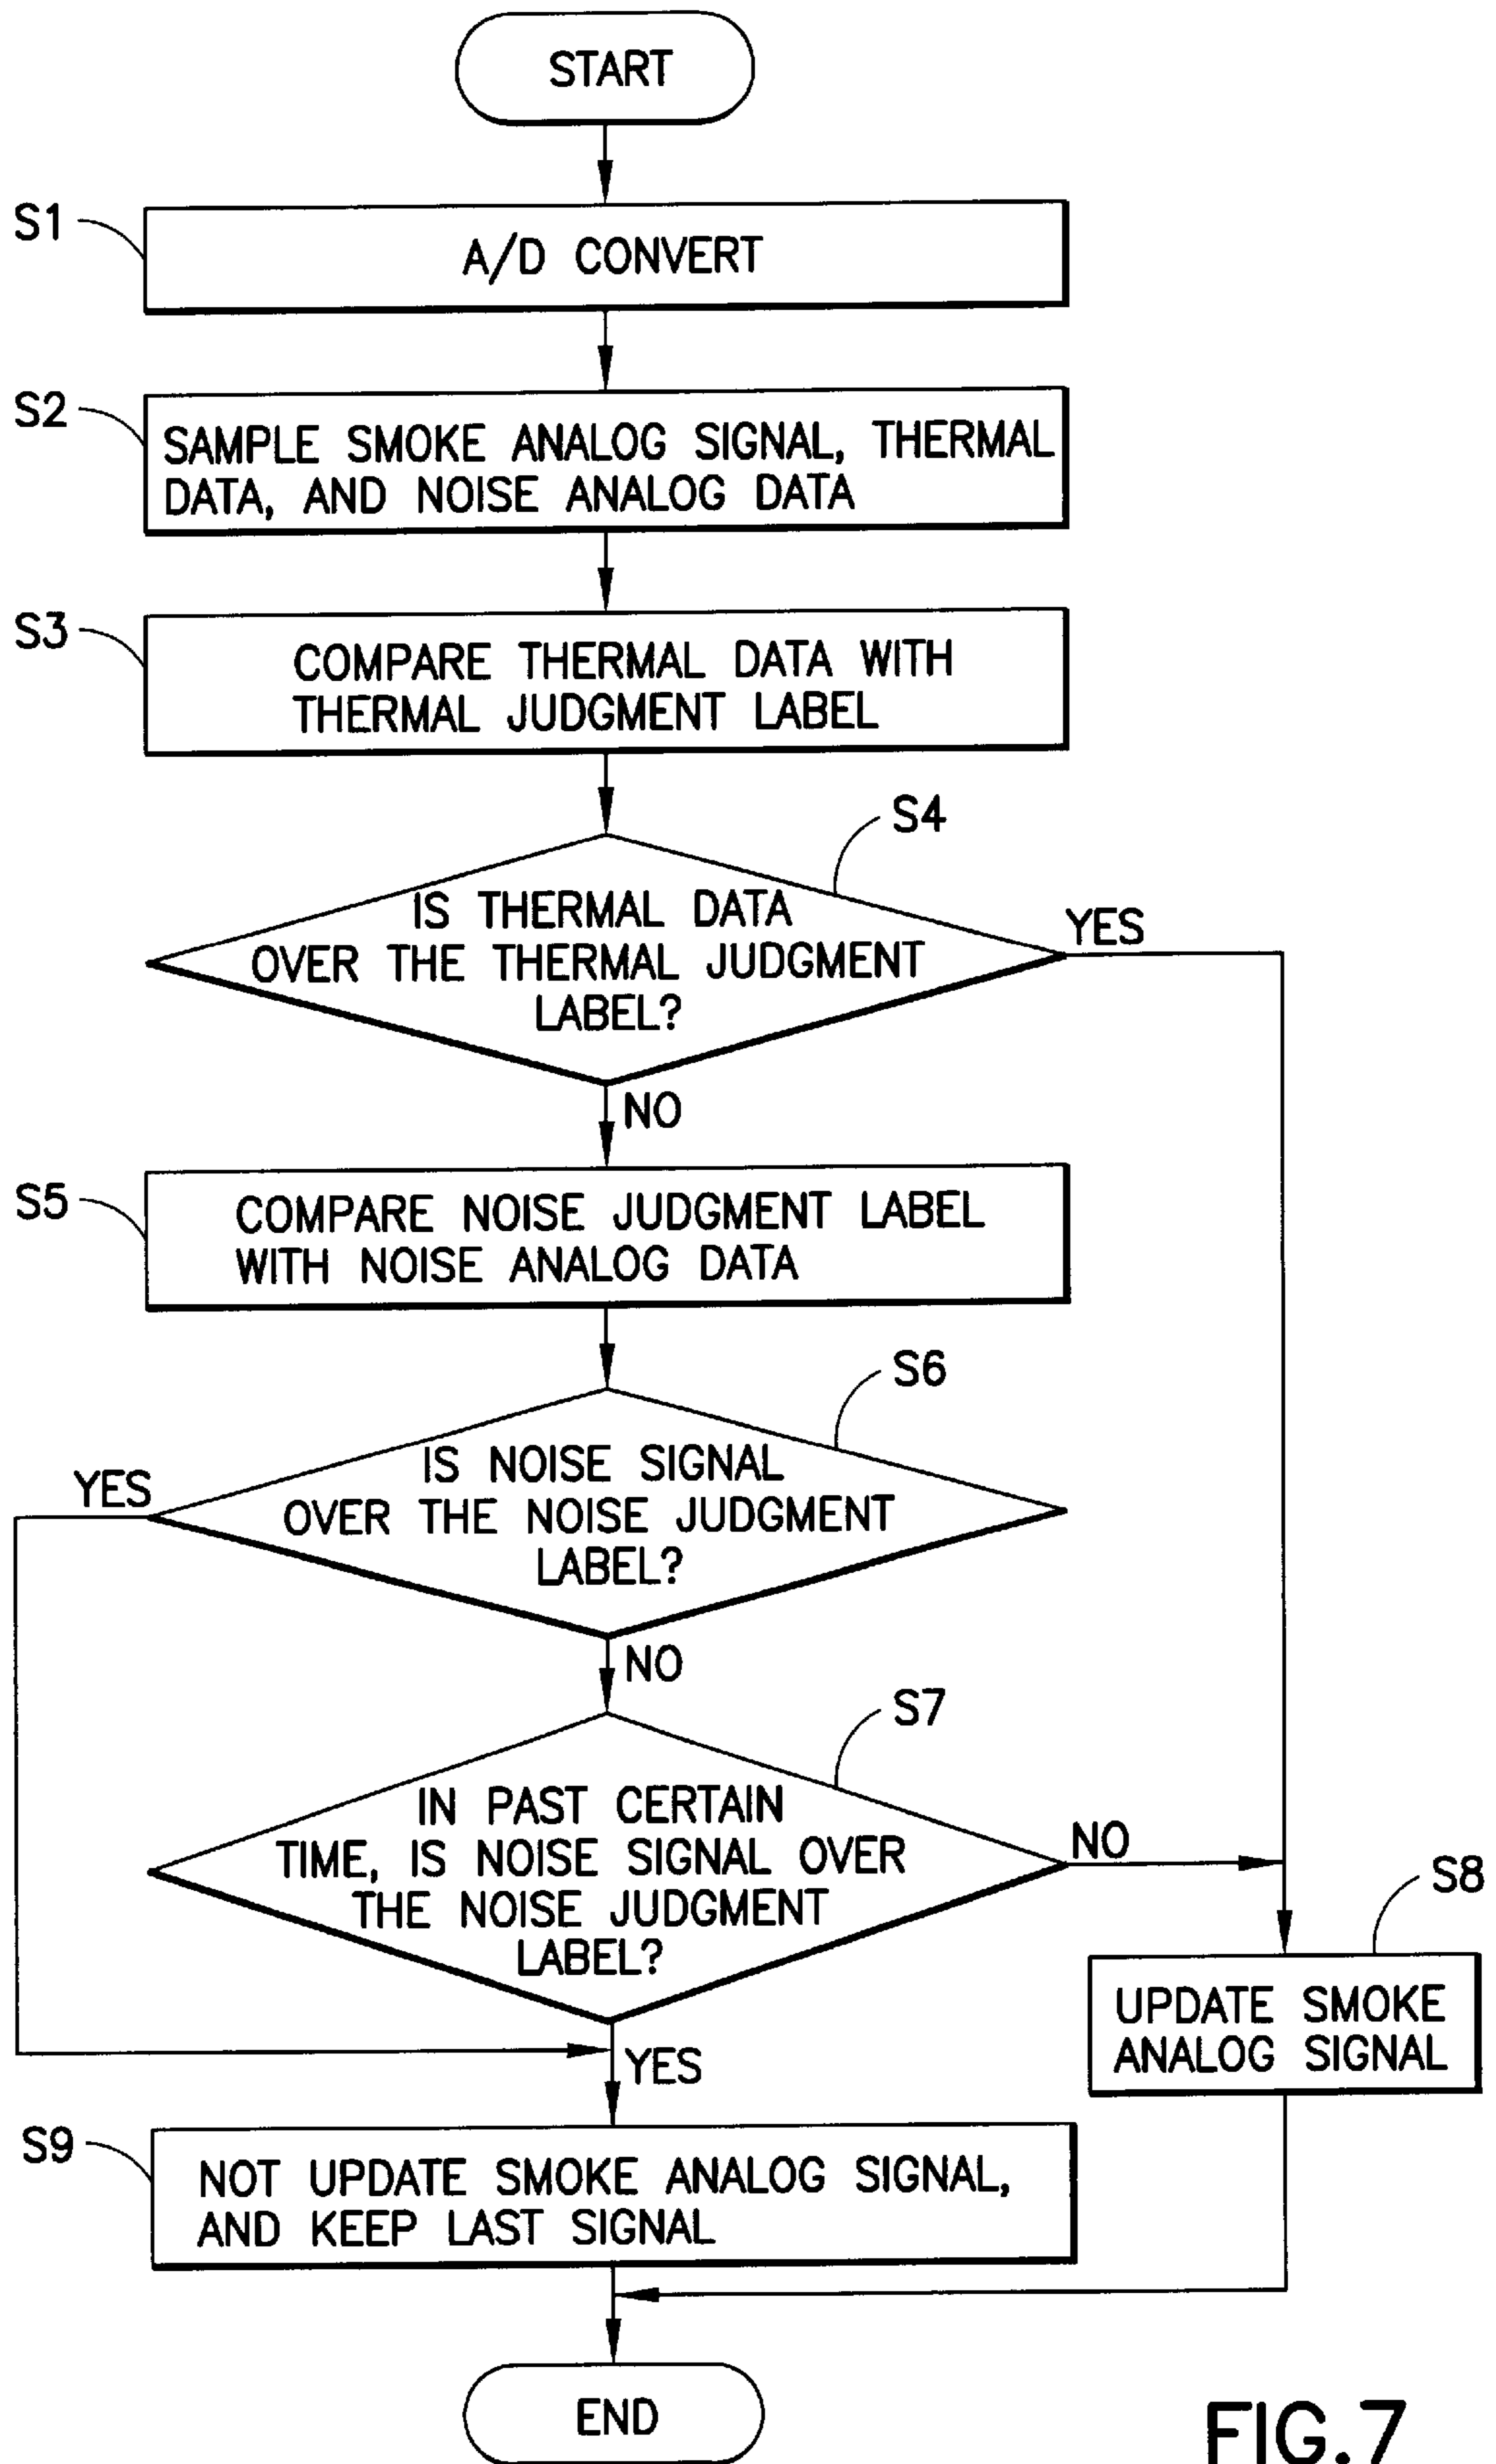 START
S1
A/D CONVERT
S2
SAMPLE SMOKE ANALOG SIGNAL, THERMAL
DATA, AND NOISE ANALOG DATA
S3
COMPARE THERMAL DATA WITH
THERMAL JUDGMENT LABEL
S4
IS THERMAL DATA
OVER THE THERMAL JUDGMENT
LABEL?
YES
NO
S5
COMPARE NOISE JUDGMENT LABEL
WITH NOISE ANALOG DATA
S6
IS NOISE SIGNAL
OVER THE NOISE JUDGMENT
LABEL?
YES
NO
S7
IN PAST CERTAIN
TIME, IS NOISE SIGNAL OVER
THE NOISE JUDGMENT
LABEL?
NO
YES
S8
UPDATE SMOKE
ANALOG SIGNAL
S9
NOT UPDATE SMOKE ANALOG SIGNAL,
AND KEEP LAST SIGNAL
END
FIG.7